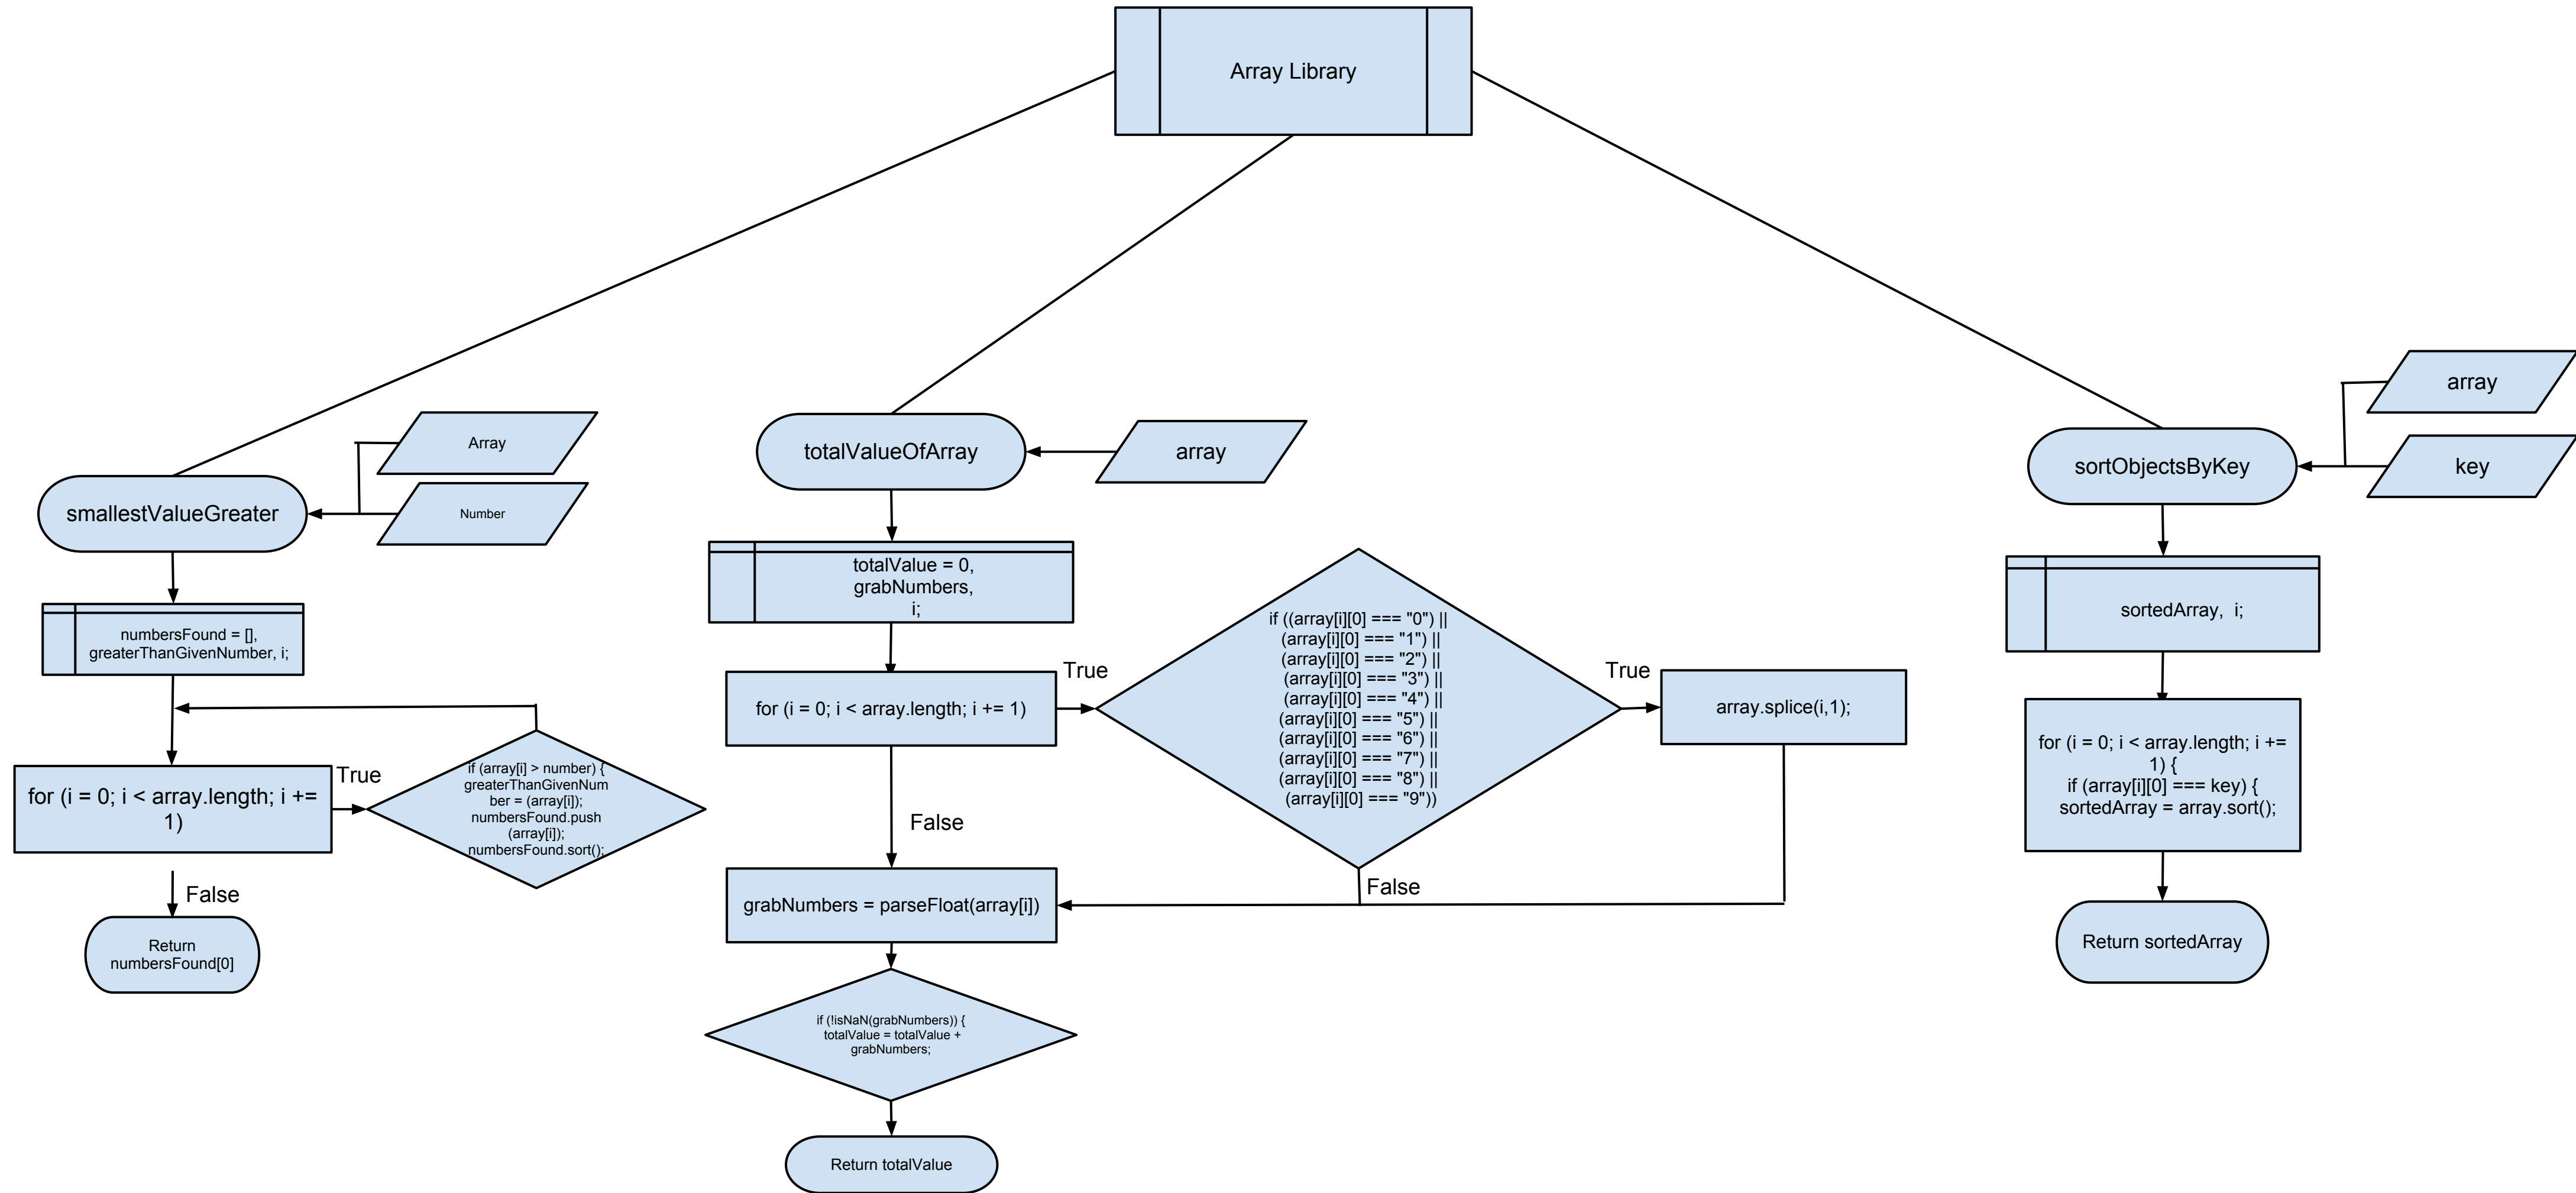 Array Library
smallestValueGreater
Array
Number
numbersFound = [],
greaterThanGivenNumber, i;
for (i = 0; i < array.length; i +=
1)
True
if (array[i] > number) {
greaterThanGivenNum
ber = (array[i]);
numbersFound.push
(array[i]);
numbersFound.sort();
False
Return
numbersFound[0]
totalValueOfArray
array
totalValue = 0,
grabNumbers,
i;
for (i = 0; i < array.length; i += 1)
True
if ((array[i][0] === "0") ||
(array[i][0] === "1") ||
(array[i][0] === "2") ||
(array[i][0] === "3") ||
(array[i][0] === "4") ||
(array[i][0] === "5") ||
(array[i][0] === "6") ||
(array[i][0] === "7") ||
(array[i][0] === "8") ||
(array[i][0] === "9"))
True
array.splice(i,1);
False
False
grabNumbers = parseFloat(array[i])
if (!isNaN(grabNumbers)) {
totalValue = totalValue +
grabNumbers;
Return totalValue
sortObjectsByKey
array
key
sortedArray,  i;
for (i = 0; i < array.length; i +=
1) {
if (array[i][0] === key) {
sortedArray = array.sort();
Return sortedArray